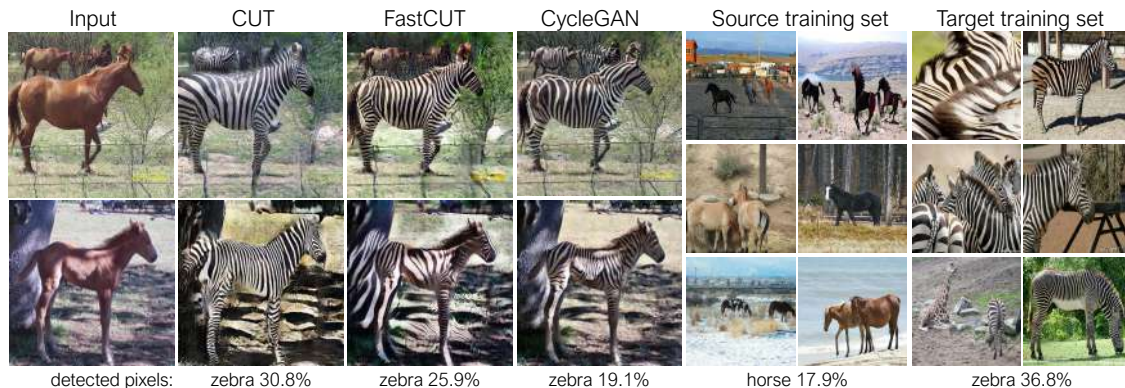 Input CUT FastCUT CycleGAN Source training set Target training set
detected pixels: zebra 30.8% zebra 25.9% zebra 19.1% horse 17.9% zebra 36.8%